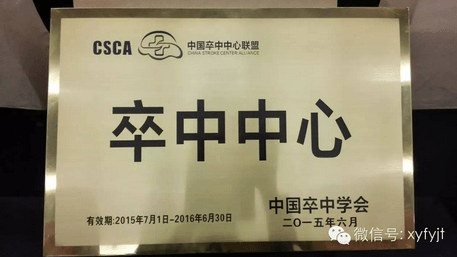 CSCA 中国卒中中心联盟
CHINA STROKE CENTER ALLIANCE
卒中中心
中国卒中学会
有效期:2015年7月1日-2016年6月30日 二〇一五年六月
微信号: xyfyjt